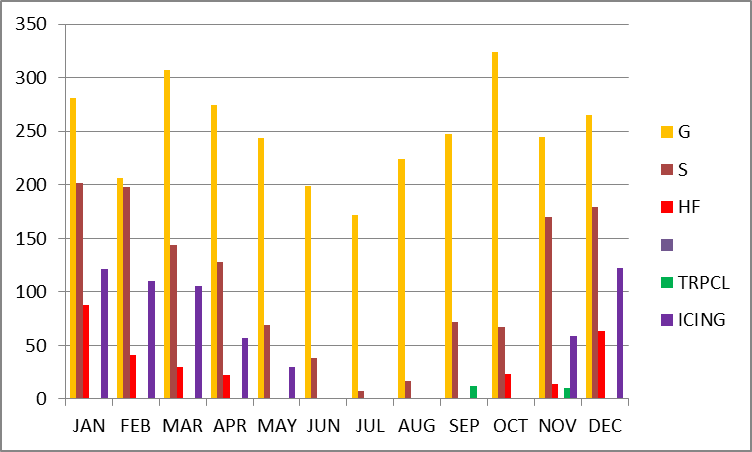 350
300
250
200
150
100
50
0
JAN FEB MAR APR MAY JUN JUL AUG SEP OCT NOV DEC
G
S
HF
TRPCL
ICING